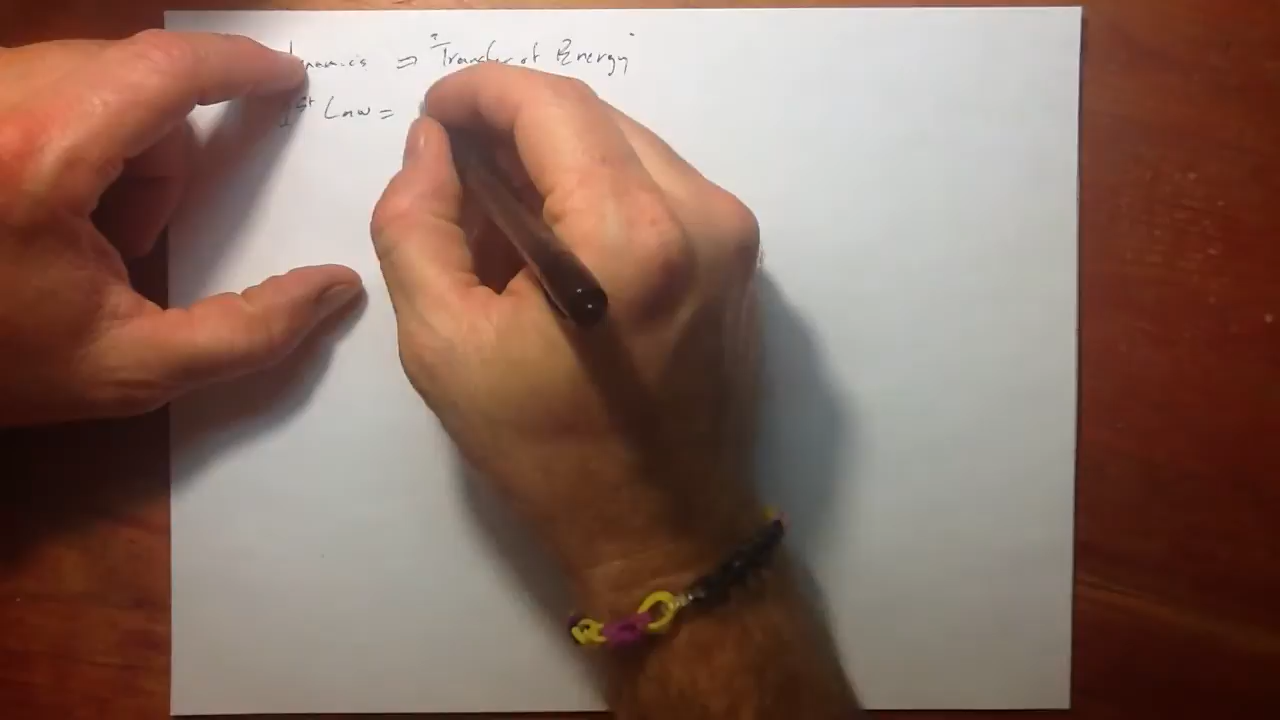 = "Transfer of Energy"
1st Law =